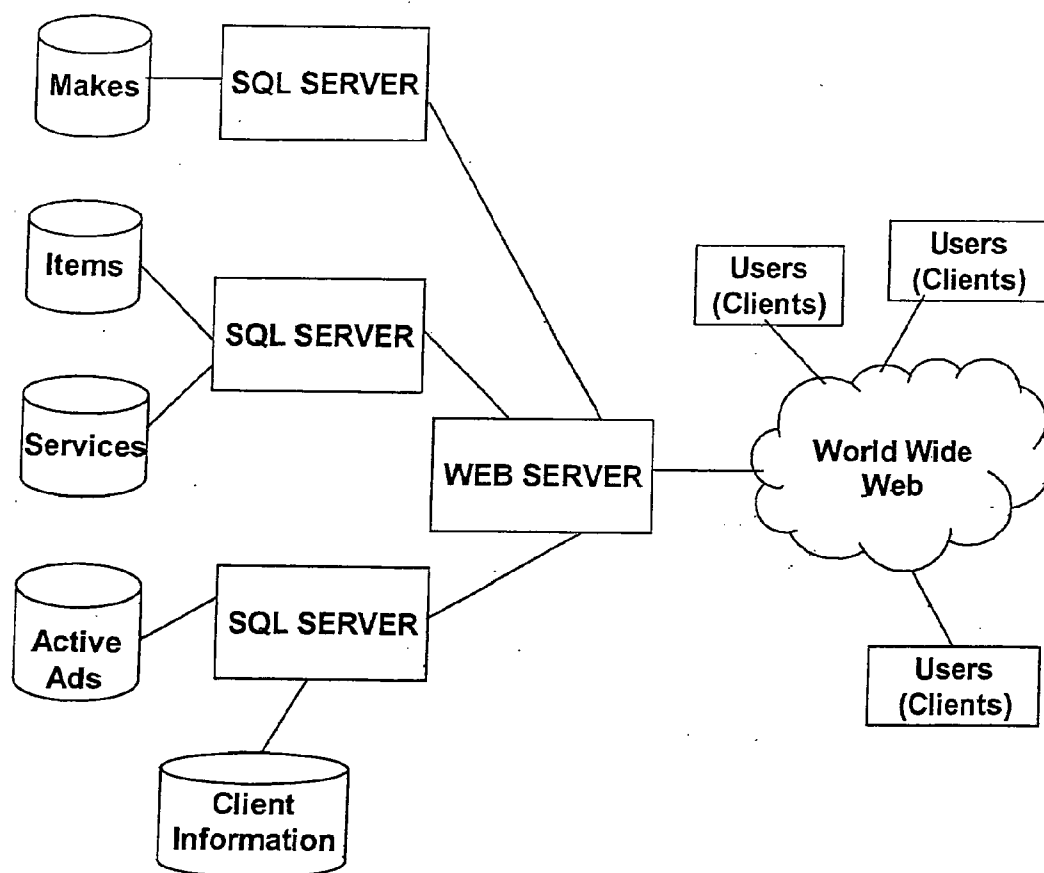 Makes
SQL SERVER
Items
SQL SERVER
Services
Users
(Clients)
Users
(Clients)
WEB SERVER
World Wide
Web
Active
Ads
SQL SERVER
Users
(Clients)
Client
Information